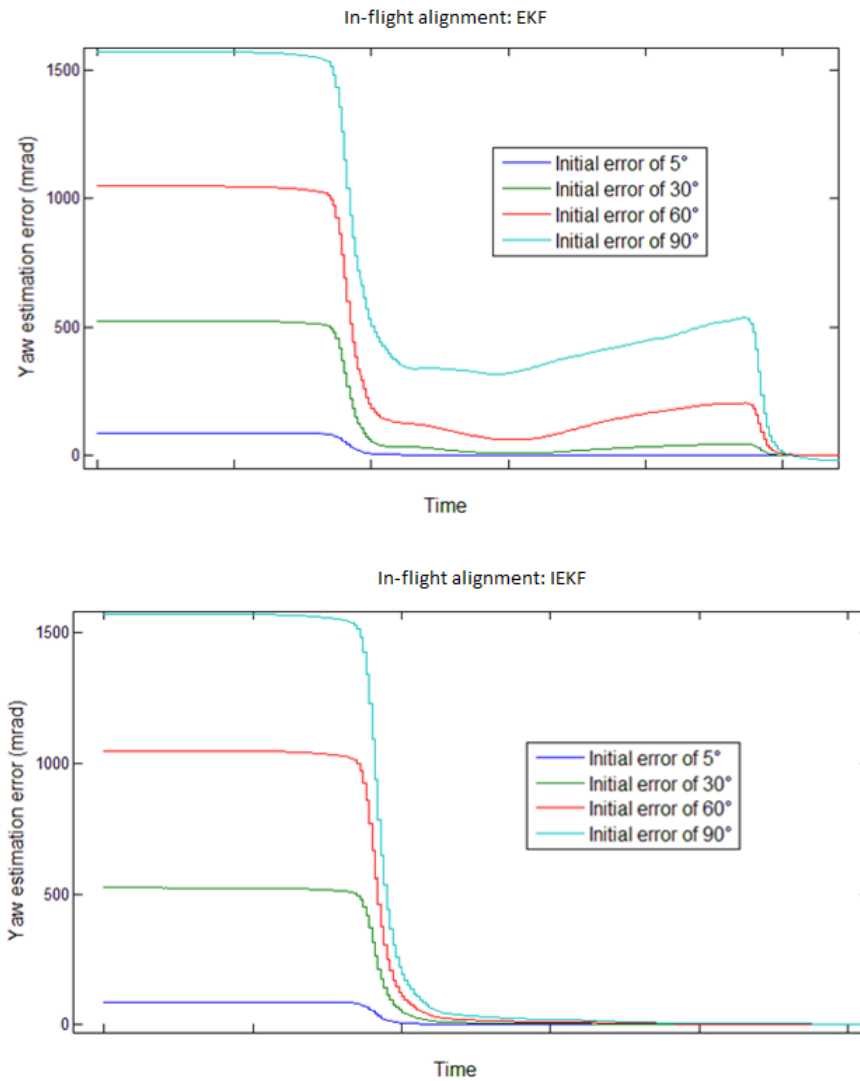 In-flight alignment: EKF
1500
1000
500
0
Yaw estimation error (mrad)
Initial error of 5°
Initial error of 30°
Initial error of 60°
Initial error of 90°
Time
In-flight alignment: IEKF
1500
1000
500
0
Yaw estimation error (mrad)
Initial error of 5°
Initial error of 30°
Initial error of 60°
Initial error of 90°
Time